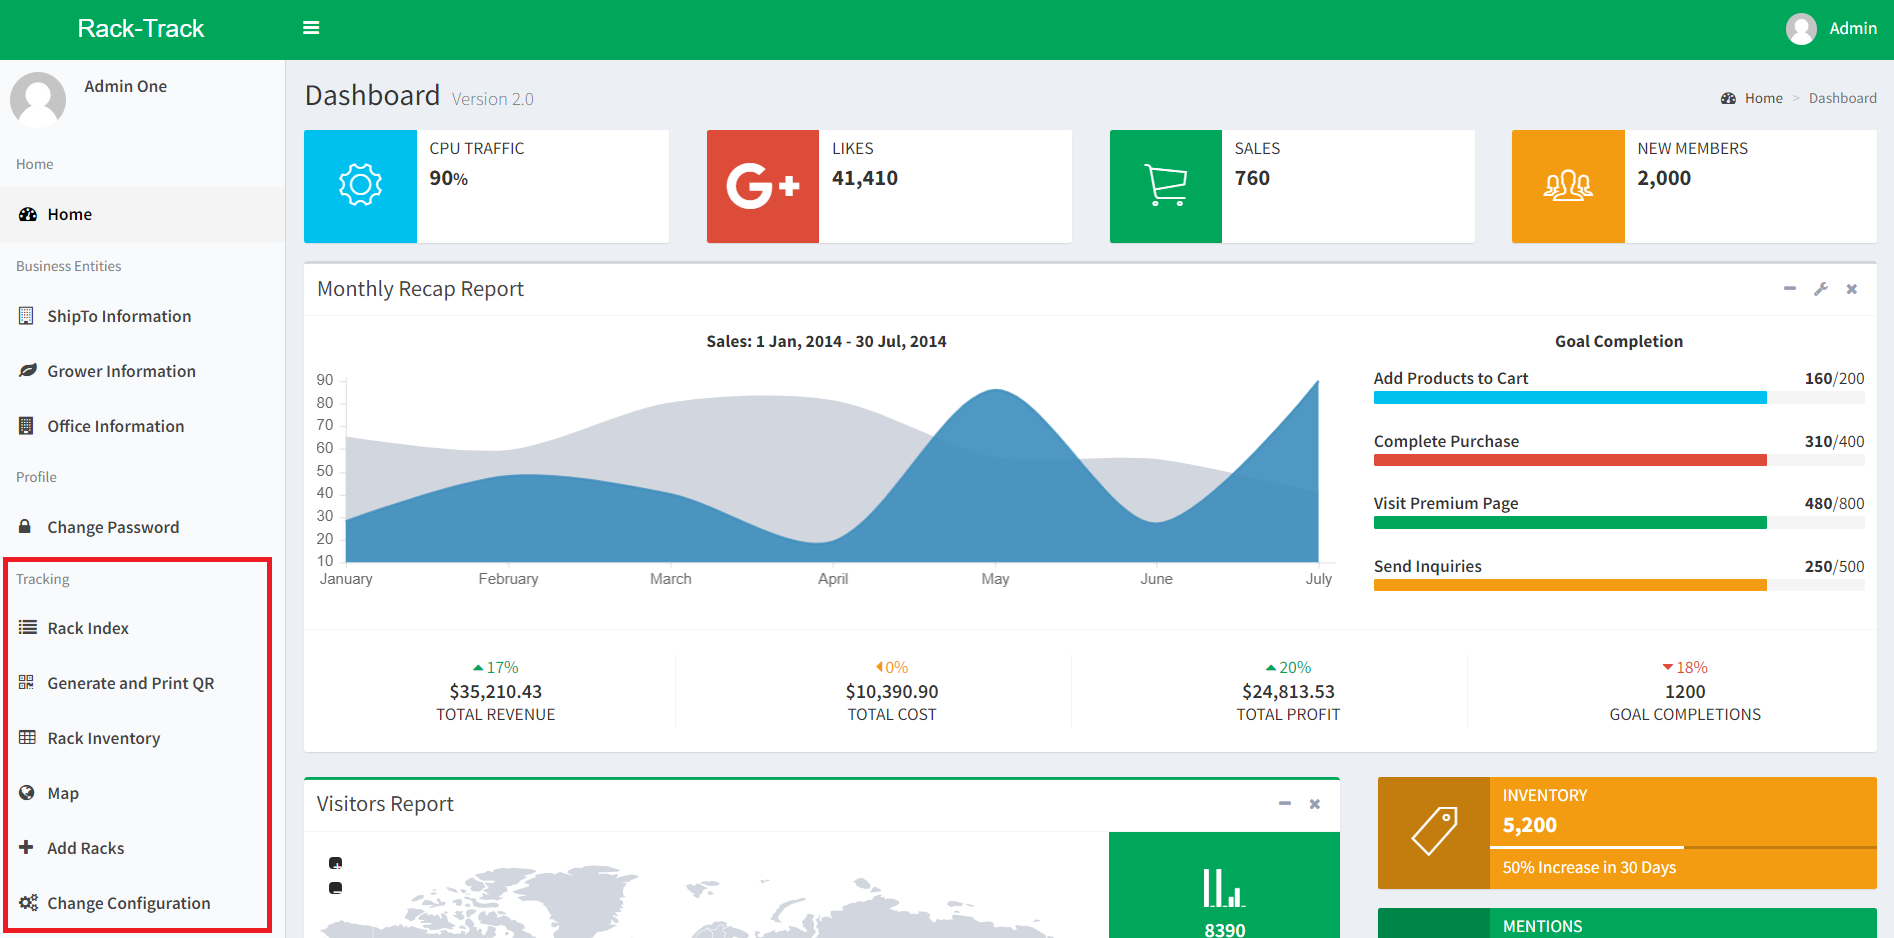 Rack-Track
Admin
Admin One
Home
Home
Business Entities
ShipTo Information
Grower Information
Office Information
Profile
Change Password
Tracking
Rack Index
Generate and Print QR
Rack Inventory
Map
Add Racks
Change Configuration
Dashboard Version 2.0
Home > Dashboard
CPU TRAFFIC
90%
G+
LIKES
41,410
SALES
760
NEW MEMBERS
2,000
Monthly Recap Report
Sales: 1 Jan, 2014 - 30 Jul, 2014
90
80
70
60
50
40
30
20
10
January February March April May June July
Goal Completion
Add Products to Cart 160/200
Complete Purchase 310/400
Visit Premium Page 480/800
Send Inquiries 250/500
17%
$35,210.43
TOTAL REVENUE
0%
$10,390.90
TOTAL COST
20%
$24,813.53
TOTAL PROFIT
18%
1200
GOAL COMPLETIONS
Visitors Report
8390
INVENTORY
5,200
50% Increase in 30 Days
MENTIONS